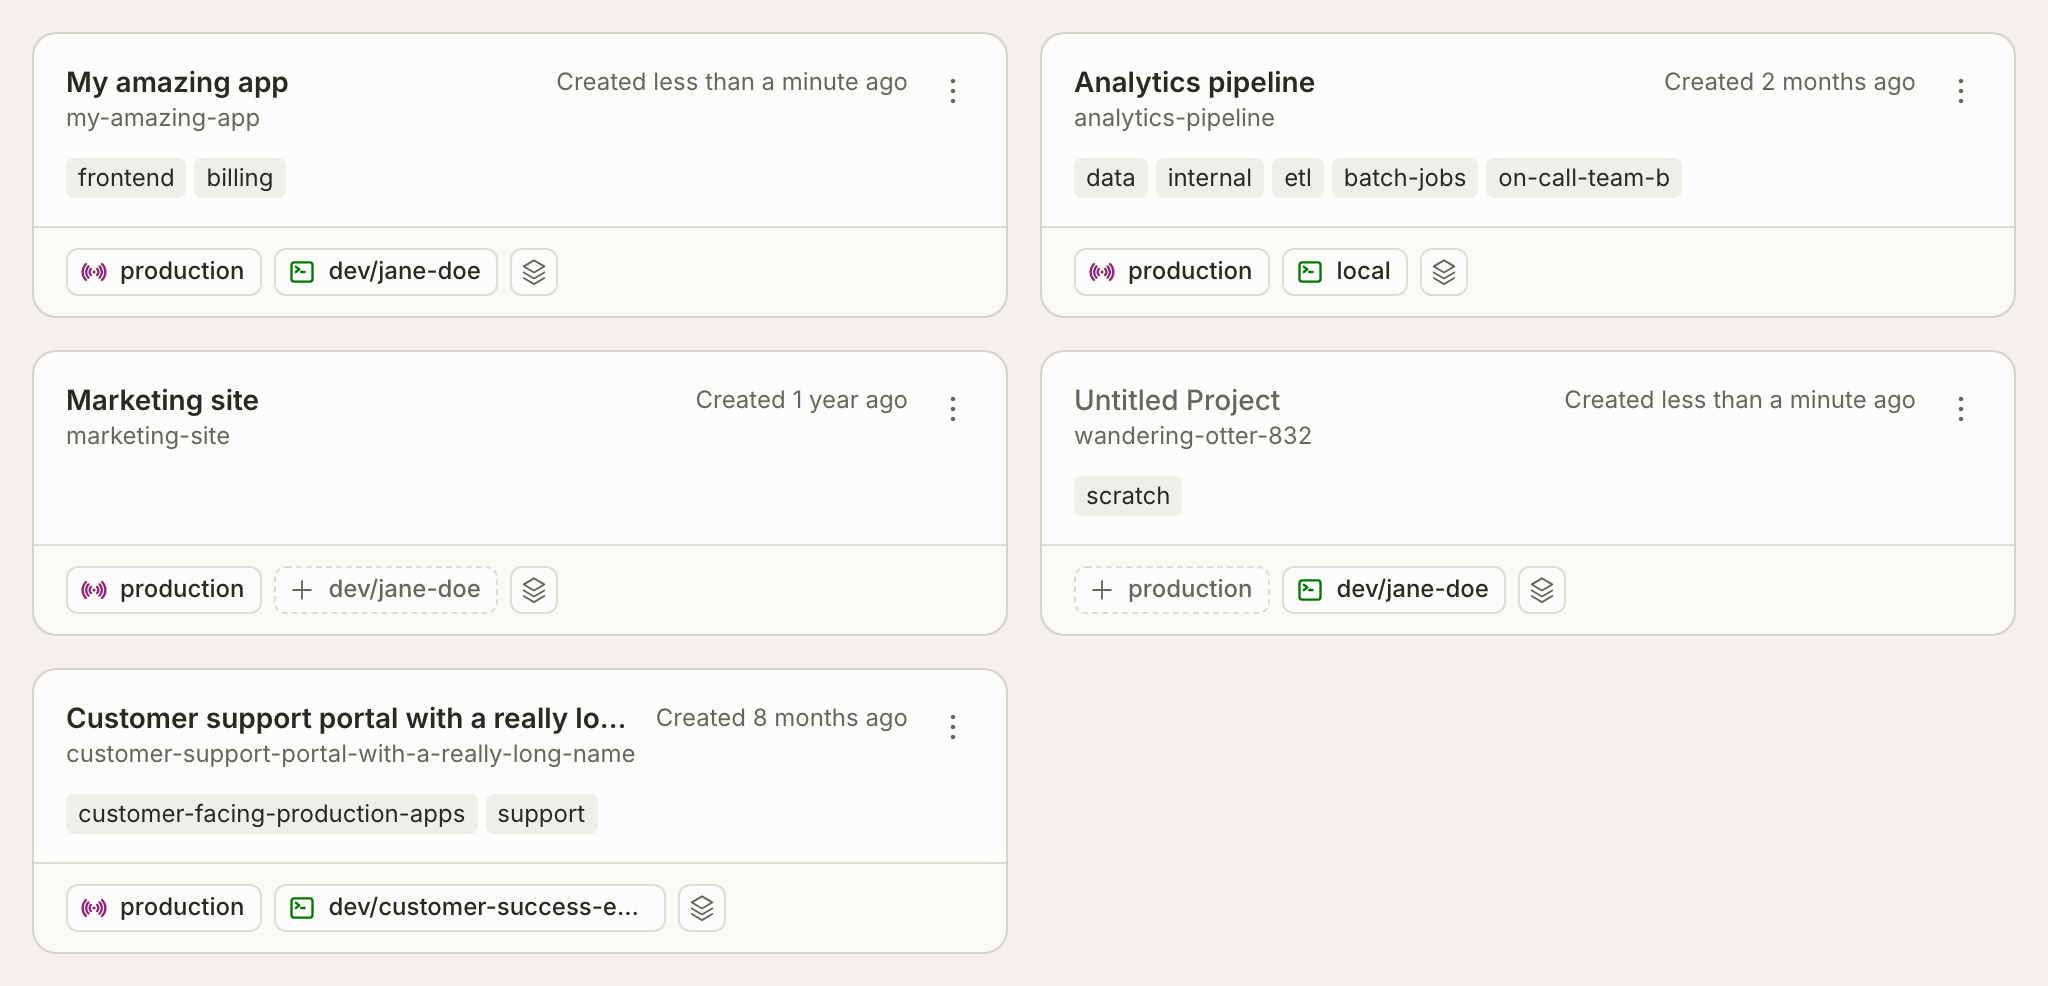 My amazing app
Created less than a minute ago
my-amazing-app
frontend billing
production dev/jane-doe
Analytics pipeline
Created 2 months ago
analytics-pipeline
data internal etl batch-jobs on-call-team-b
production local
Marketing site
Created 1 year ago
marketing-site
production dev/jane-doe
Untitled Project
Created less than a minute ago
wandering-otter-832
scratch
production dev/jane-doe
Customer support portal with a really lo...
Created 8 months ago
customer-support-portal-with-a-really-long-name
customer-facing-production-apps support
production dev/customer-success-e...